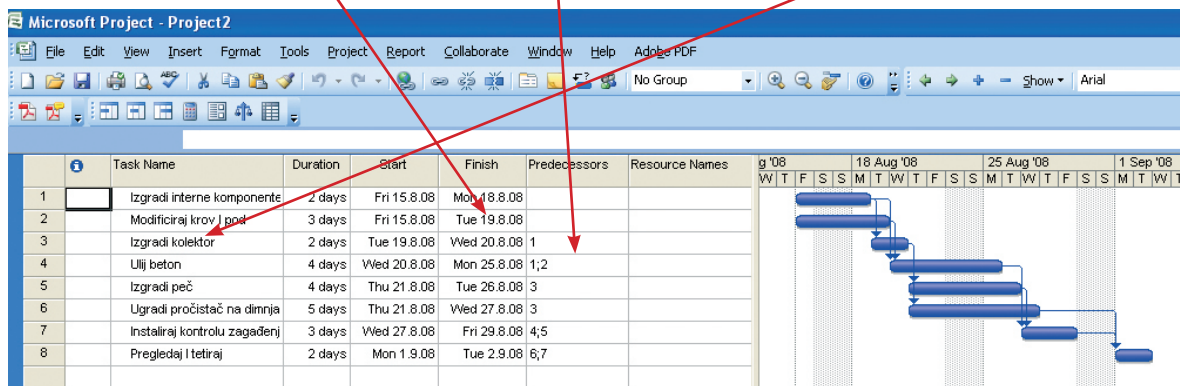 Microsoft Project - Project2
File Edit View Insert Format Tools Project Report Collaborate Window Help Adobe PDF
No Group Show Arial
Task Name Duration Start Finish Predecessors Resource Names g '08 18 Aug '08 25 Aug '08 1 Sep '08
W T F S S M T W T F S S M T W T F S S M T W T
1 Izgradi interne komponente 2 days Fri 15.8.08 Mon 18.8.08
2 Modificiraj krov I pod 3 days Fri 15.8.08 Tue 19.8.08
3 Izgradi kolektor 2 days Tue 19.8.08 Wed 20.8.08 1
4 Ulij beton 4 days Wed 20.8.08 Mon 25.8.08 1;2
5 Izgradi peč 4 days Thu 21.8.08 Tue 26.8.08 3
6 Ugradi pročistač na dimnja 5 days Thu 21.8.08 Wed 27.8.08 3
7 Instaliraj kontrolu zagađenj 3 days Wed 27.8.08 Fri 29.8.08 4;5
8 Pregledaj I tetiraj 2 days Mon 1.9.08 Tue 2.9.08 6;7